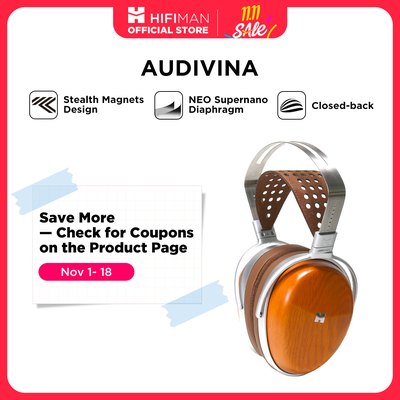 HIFIMAN
OFFICIAL STORE
11.11
SALE
AUDIVINA
Stealth Magnets
Design
NEO Supernano
Diaphragm
Closed-back
Save More
— Check for Coupons
on the Product Page
Nov 1- 18